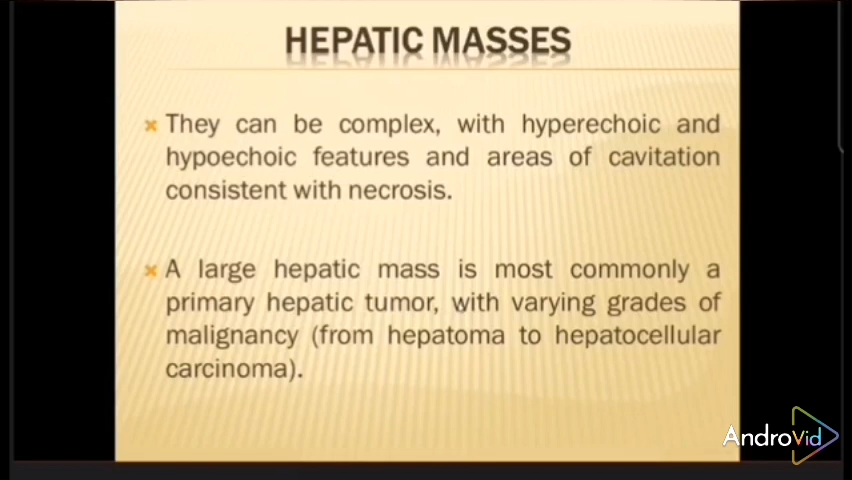 HEPATIC MASSES
They can be complex, with hyperechoic and
hypoechoic features and areas of cavitation
consistent with necrosis.
A large hepatic mass is most commonly a
primary hepatic tumor, with varying grades of
malignancy (from hepatoma to hepatocellular
carcinoma).
AndroVid